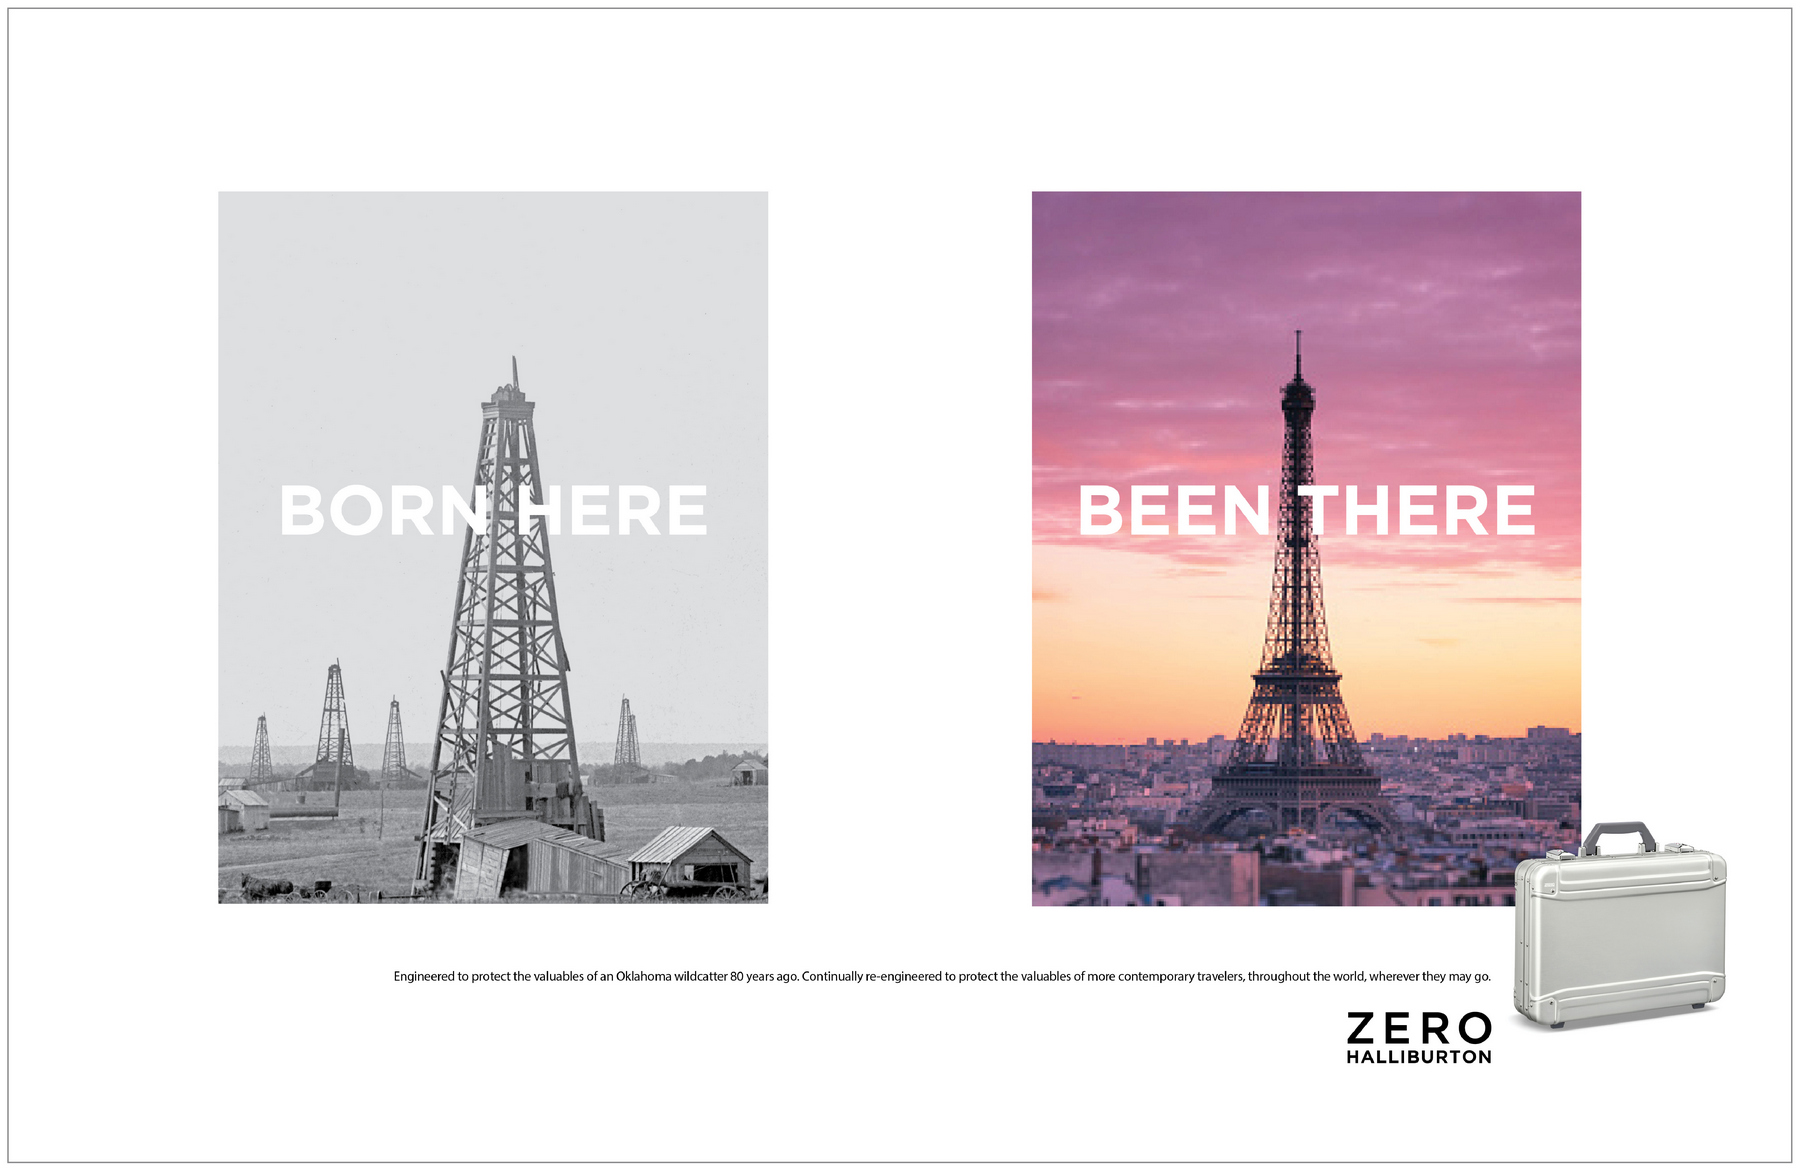 BORN HERE
BEEN THERE
Engineered to protect the valuables of an Oklahoma wildcatter 80 years ago. Continually re-engineered to protect the valuables of more contemporary travelers, throughout the world, wherever they may go.
ZERO
HALLIBURTON